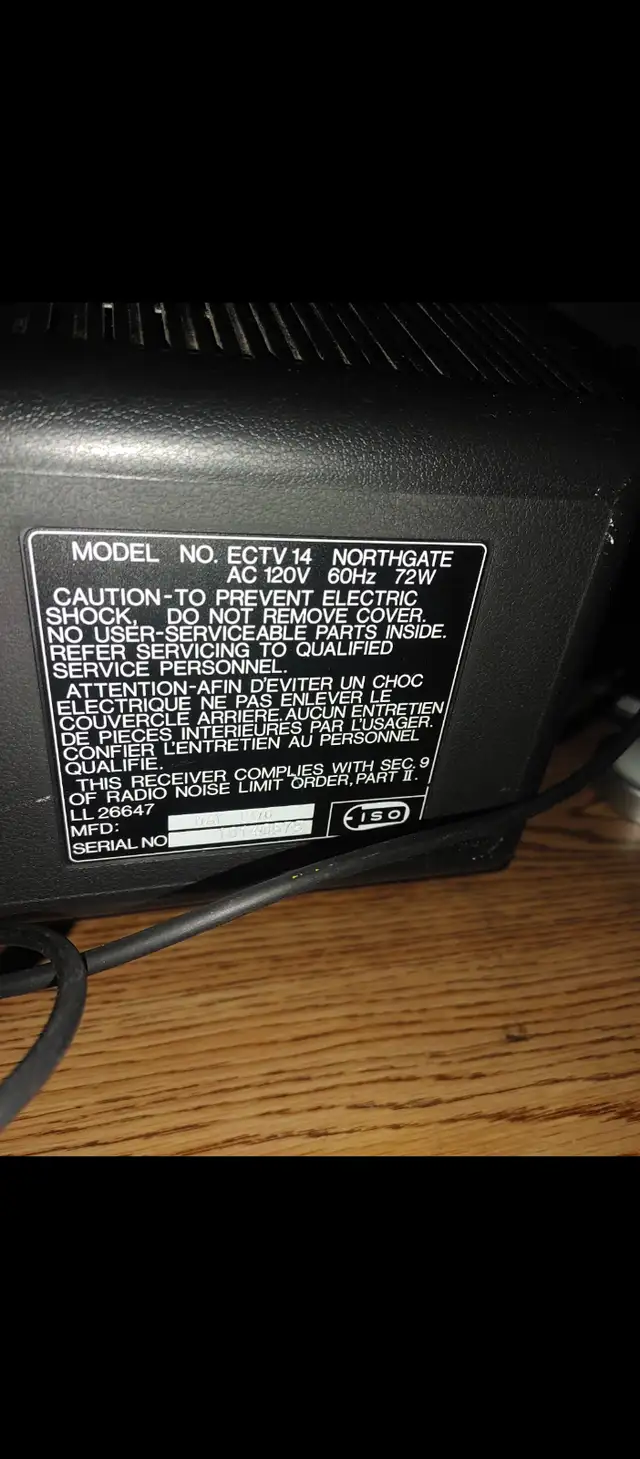 MODEL NO. ECTV 14 NORTHGATE
AC 120V 60Hz 72W
CAUTION-TO PREVENT ELECTRIC
SHOCK, DO NOT REMOVE COVER.
NO USER-SERVICEABLE PARTS INSIDE.
REFER SERVICING TO QUALIFIED
SERVICE PERSONNEL.
ATTENTION-AFIN D'EVITER UN CHOC
ELECTRIQUE NE PAS ENLEVER LE
COUVERCLE ARRIERE. AUCUN ENTRETIEN
DE PIECES INTERIEURES PAR L'USAGER.
CONFIER L'ENTRETIEN AU PERSONNEL
QUALIFIE.
THIS RECEIVER COMPLIES WITH SEC. 9
OF RADIO NOISE LIMIT ORDER, PART II.
LL 26647
MFD:
SERIAL NO
ISO